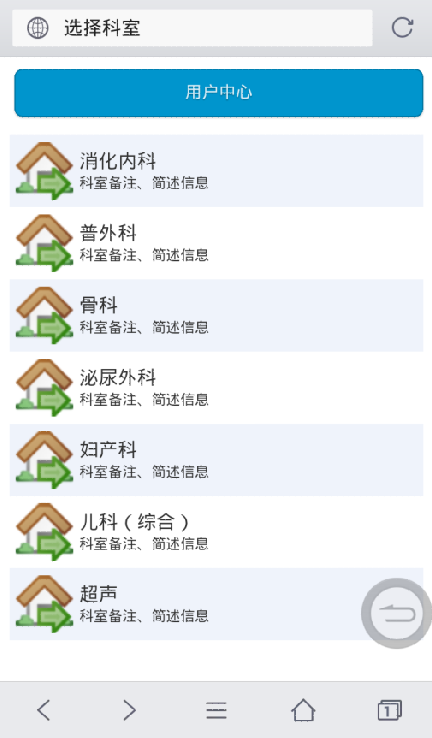 选择科室
用户中心
消化内科
科室备注、简述信息
普外科
科室备注、简述信息
骨科
科室备注、简述信息
泌尿外科
科室备注、简述信息
妇产科
科室备注、简述信息
儿科（综合）
科室备注、简述信息
超声
科室备注、简述信息
1